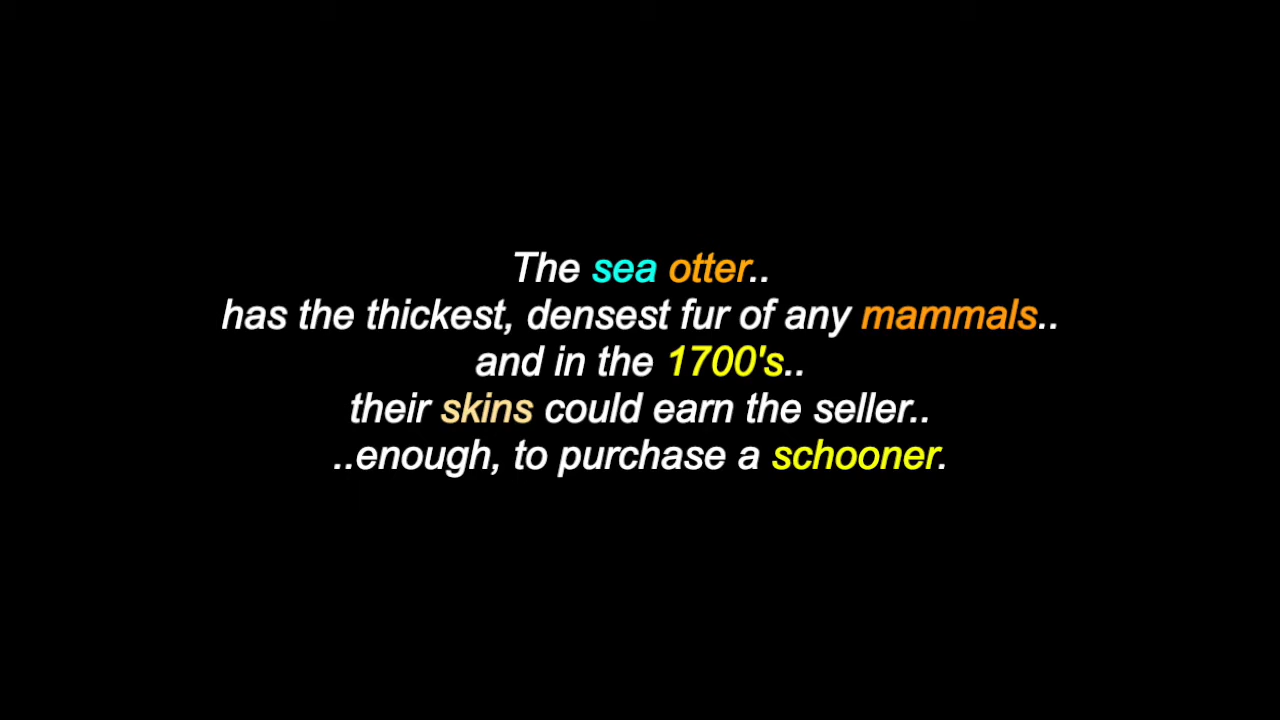 The sea otter..
has the thickest, densest fur of any mammals..
and in the 1700's..
their skins could earn the seller..
..enough, to purchase a schooner.